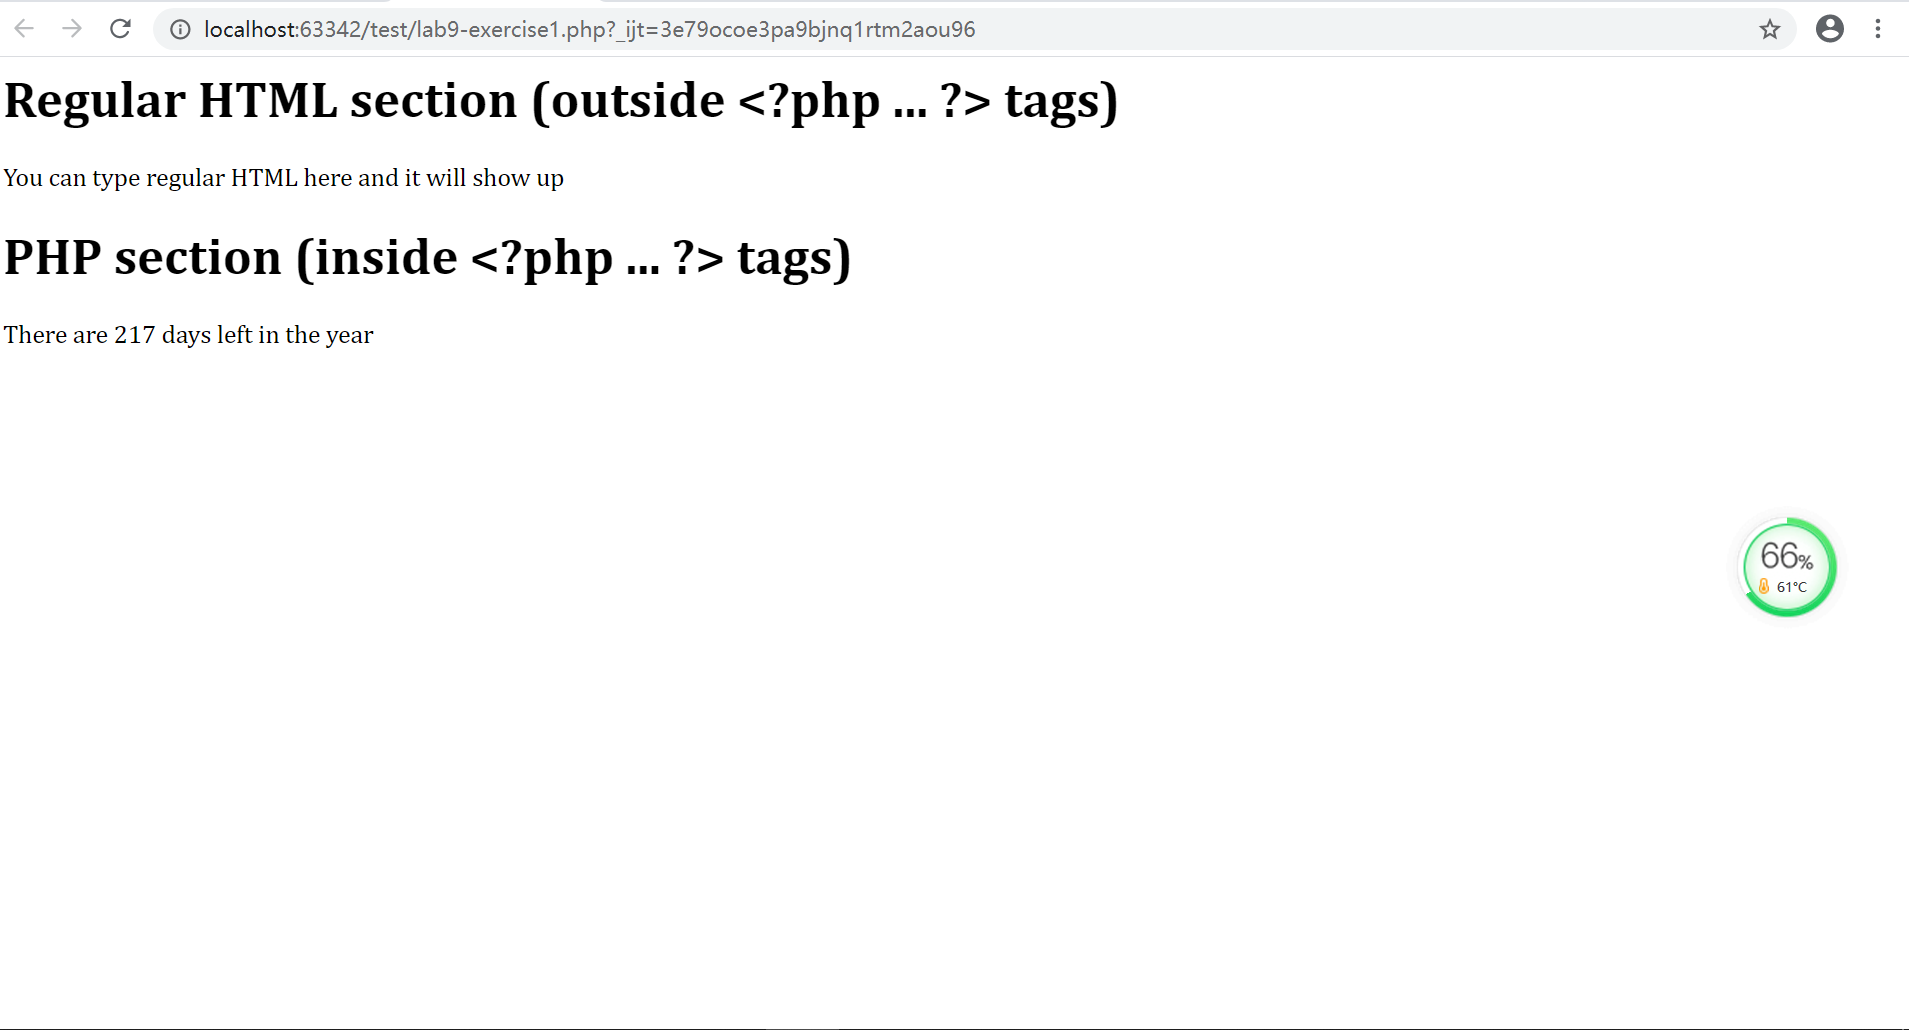 localhost:63342/test/lab9-exercise1.php?_ijt=3e79ocoe3pa9bjnq1rtm2aou96
Regular HTML section (outside <?php ... ?> tags)
You can type regular HTML here and it will show up
PHP section (inside <?php ... ?> tags)
There are 217 days left in the year
66%
61°C